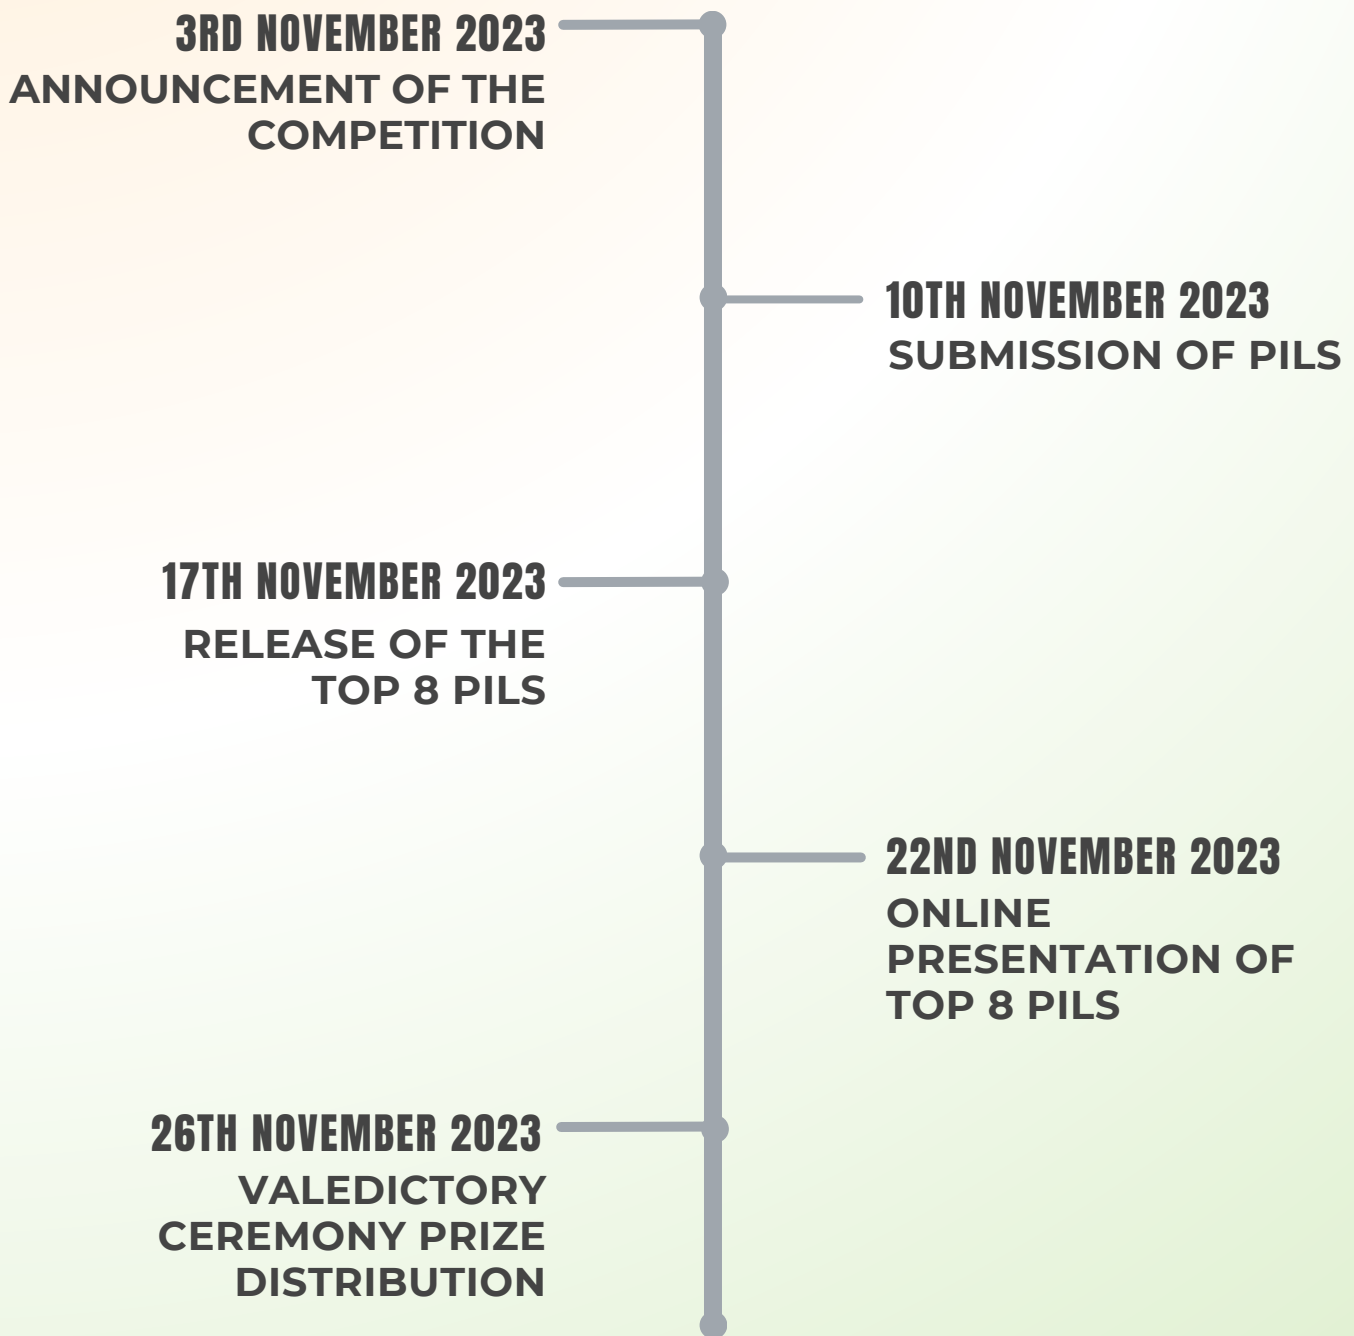 3RD NOVEMBER 2023
ANNOUNCEMENT OF THE
COMPETITION
10TH NOVEMBER 2023
SUBMISSION OF PILS
17TH NOVEMBER 2023
RELEASE OF THE
TOP 8 PILS
22ND NOVEMBER 2023
ONLINE
PRESENTATION OF
TOP 8 PILS
26TH NOVEMBER 2023
VALEDICTORY
CEREMONY PRIZE
DISTRIBUTION